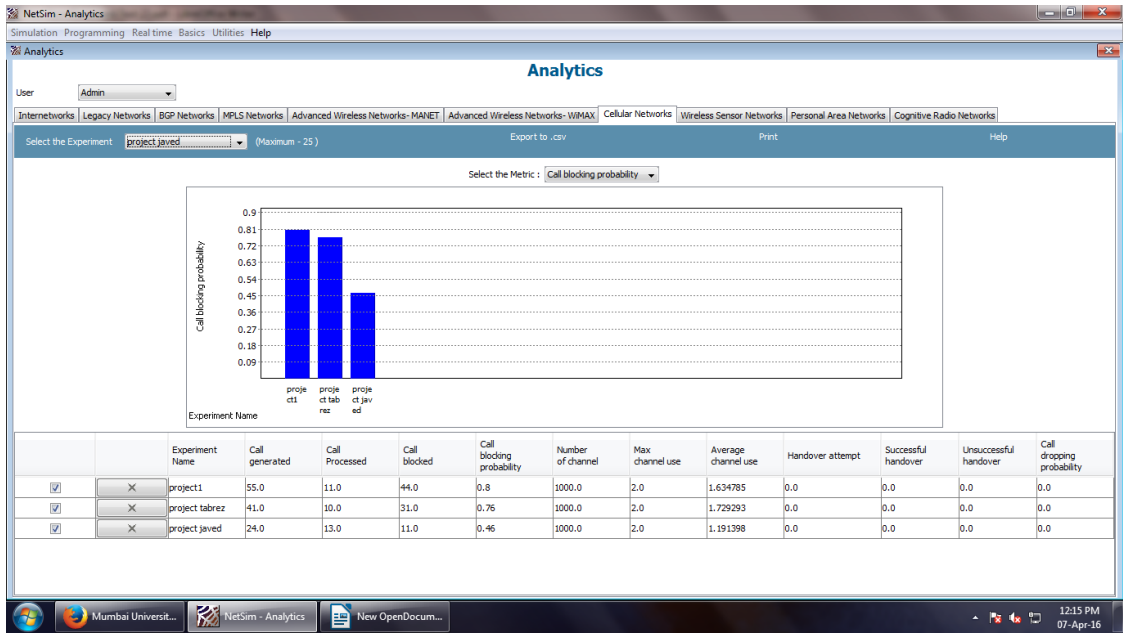 NetSim - Analytics
Simulation Programming Real time Basics Utilities Help
Analytics
Analytics
User Admin
Internetworks Legacy Networks BGP Networks MPLS Networks Advanced Wireless Networks- MANET Advanced Wireless Networks- WiMAX Cellular Networks Wireless Sensor Networks Personal Area Networks Cognitive Radio Networks
Select the Experiment project javed (Maximum - 25 ) Export to .csv Print Help
Select the Metric : Call blocking probability
Call blocking probability
0.9
0.81
0.72
0.63
0.54
0.45
0.36
0.27
0.18
0.09
proje
ct1
proje
ct tab
rez
proje
ct jav
ed
Experiment Name
Experiment Name Call generated Call Processed Call blocked Call blocking probability Number of channel Max channel use Average channel use Handover attempt Successful handover Unsuccessful handover Call dropping probability
project1 55.0 11.0 44.0 0.8 1000.0 2.0 1.634785 0.0 0.0 0.0 0.0
project tabrez 41.0 10.0 31.0 0.76 1000.0 2.0 1.729293 0.0 0.0 0.0 0.0
project javed 24.0 13.0 11.0 0.46 1000.0 2.0 1.191398 0.0 0.0 0.0 0.0
Mumbai Universit... NetSim - Analytics New OpenDocum... 12:15 PM
07-Apr-16